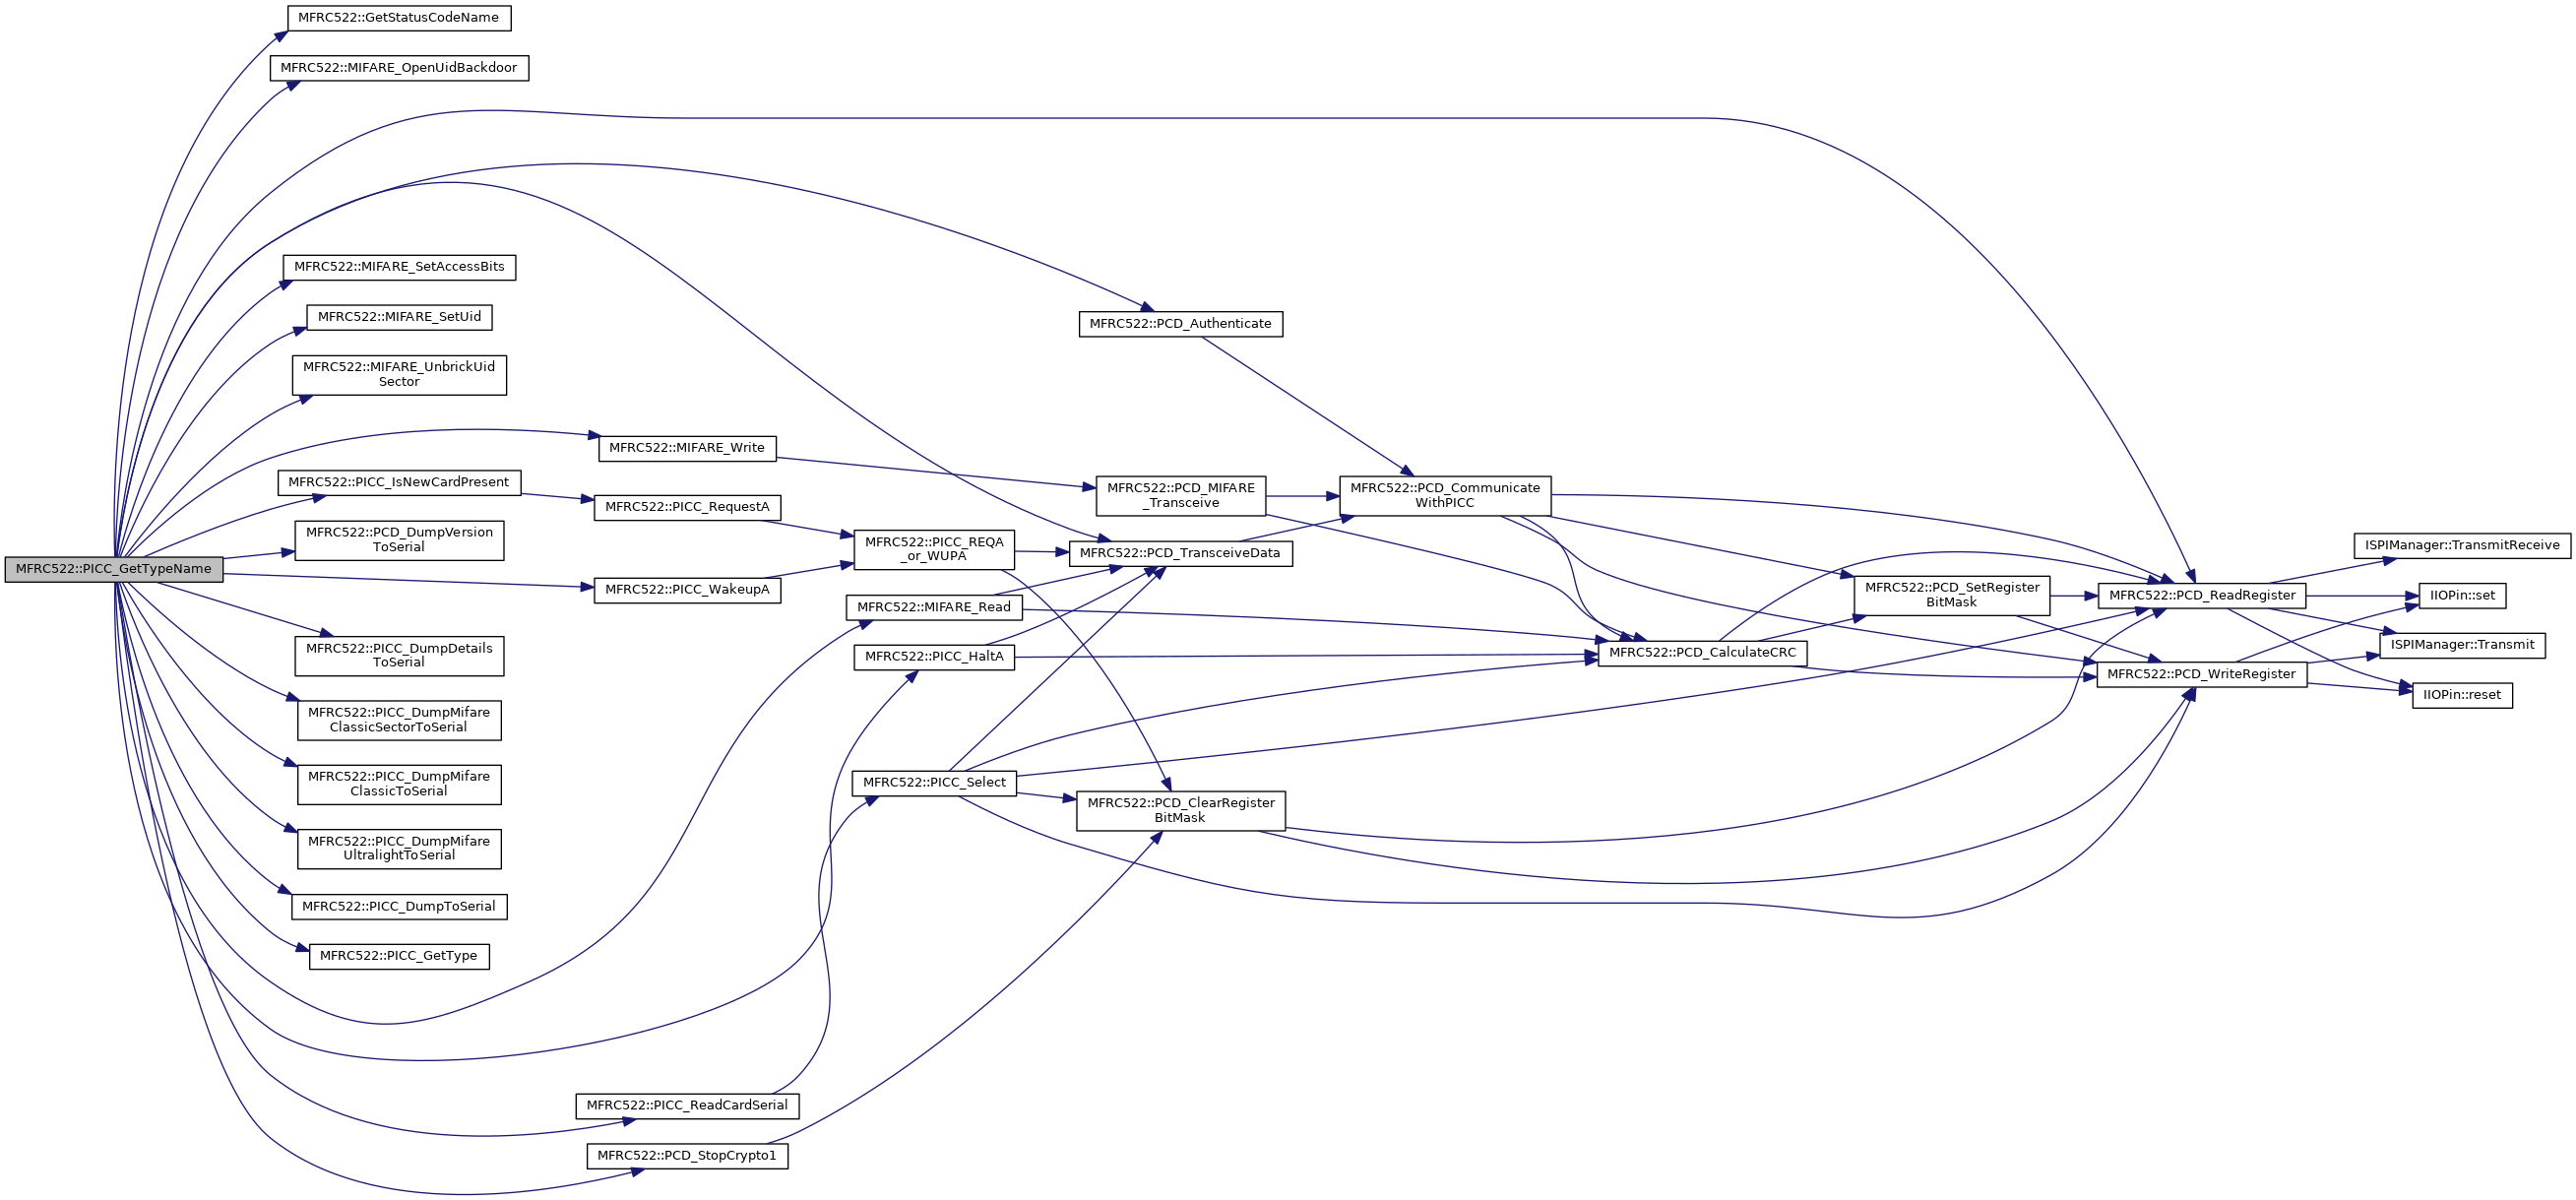 MFRC522::GetStatusCodeName
MFRC522::MIFARE_OpenUidBackdoor
MFRC522::MIFARE_SetAccessBits
MFRC522::MIFARE_SetUid
MFRC522::PCD_Authenticate
MFRC522::MIFARE_UnbrickUid
Sector
MFRC522::MIFARE_Write
MFRC522::PICC_IsNewCardPresent
MFRC522::PICC_RequestA
MFRC522::PCD_MIFARE
_Transceive
MFRC522::PCD_Communicate
WithPICC
MFRC522::PCD_DumpVersion
ToSerial
MFRC522::PICC_REQA
_or_WUPA
MFRC522::PCD_TransceiveData
ISPIManager::TransmitReceive
MFRC522::PICC_GetTypeName
MFRC522::PICC_WakeupA
MFRC522::MIFARE_Read
MFRC522::PCD_SetRegister
BitMask
MFRC522::PCD_ReadRegister
IIOPin::set
MFRC522::PICC_DumpDetails
ToSerial
MFRC522::PICC_HaltA
MFRC522::PCD_CalculateCRC
ISPIManager::Transmit
MFRC522::PCD_WriteRegister
IIOPin::reset
MFRC522::PICC_DumpMifare
ClassicSectorToSerial
MFRC522::PICC_DumpMifare
ClassicToSerial
MFRC522::PICC_Select
MFRC522::PCD_ClearRegister
BitMask
MFRC522::PICC_DumpMifare
UltralightToSerial
MFRC522::PICC_DumpToSerial
MFRC522::PICC_GetType
MFRC522::PICC_ReadCardSerial
MFRC522::PCD_StopCrypto1